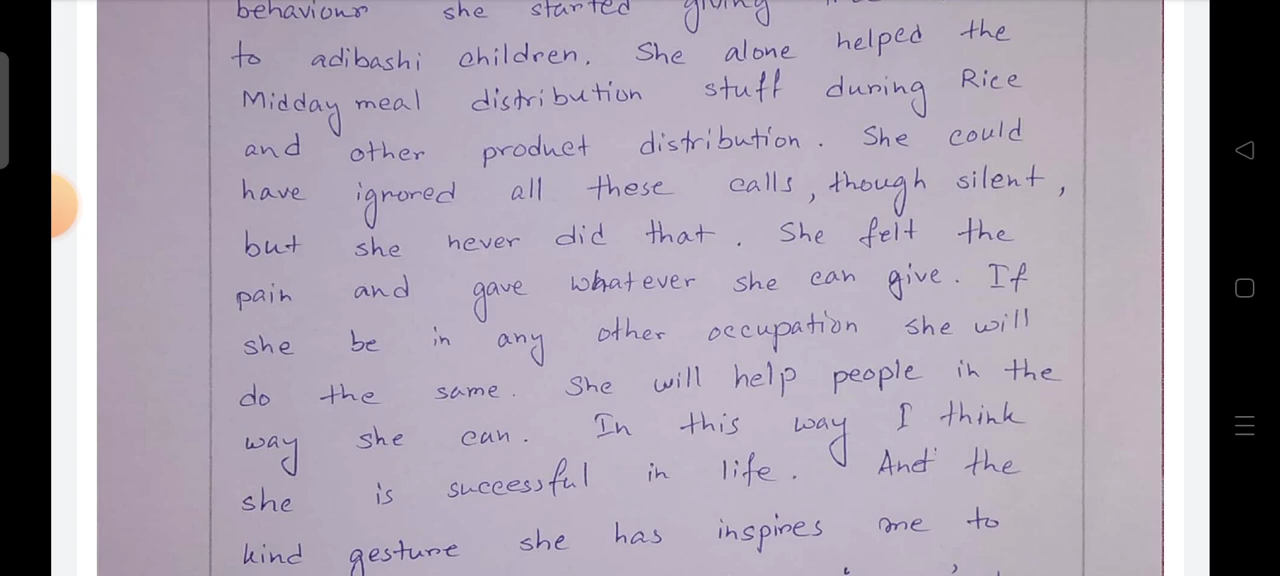 behaviour she started giving
to adibashi children. She alone helped the
Midday meal distribution stuff during Rice
and other product distribution. She could
have ignored all these calls, though silent,
but she never did that. She felt the
pain and gave whatever she can give. If
she be in any other occupation she will
do the same. She will help people in the
way she can. In this way I think
she is successful in life. And the
kind gesture she has inspires me to